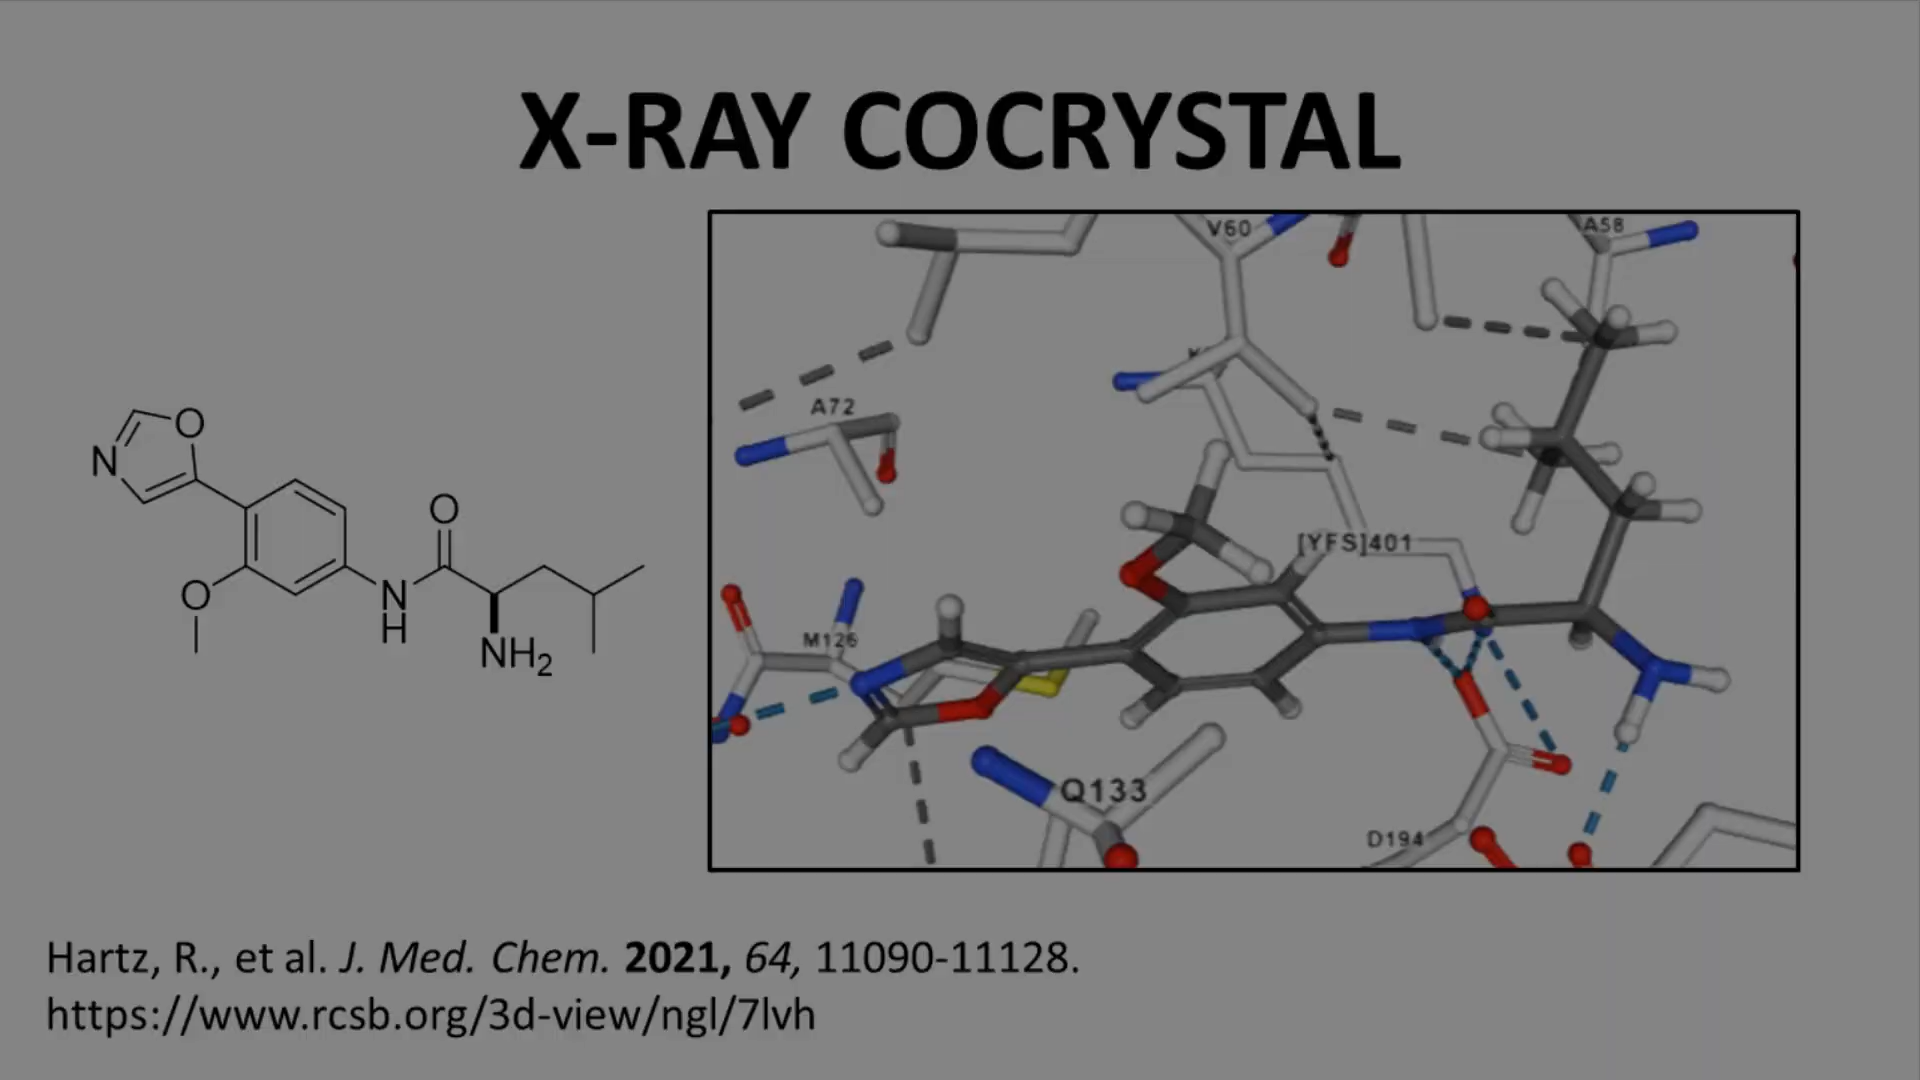 X-RAY COCRYSTAL
V60
A58
A72
[YFS]401
M126
Q133
D194
O
N
O
O
N
H
NH2
Hartz, R., et al. J. Med. Chem. 2021, 64, 11090-11128.
https://www.rcsb.org/3d-view/ngl/7lvh